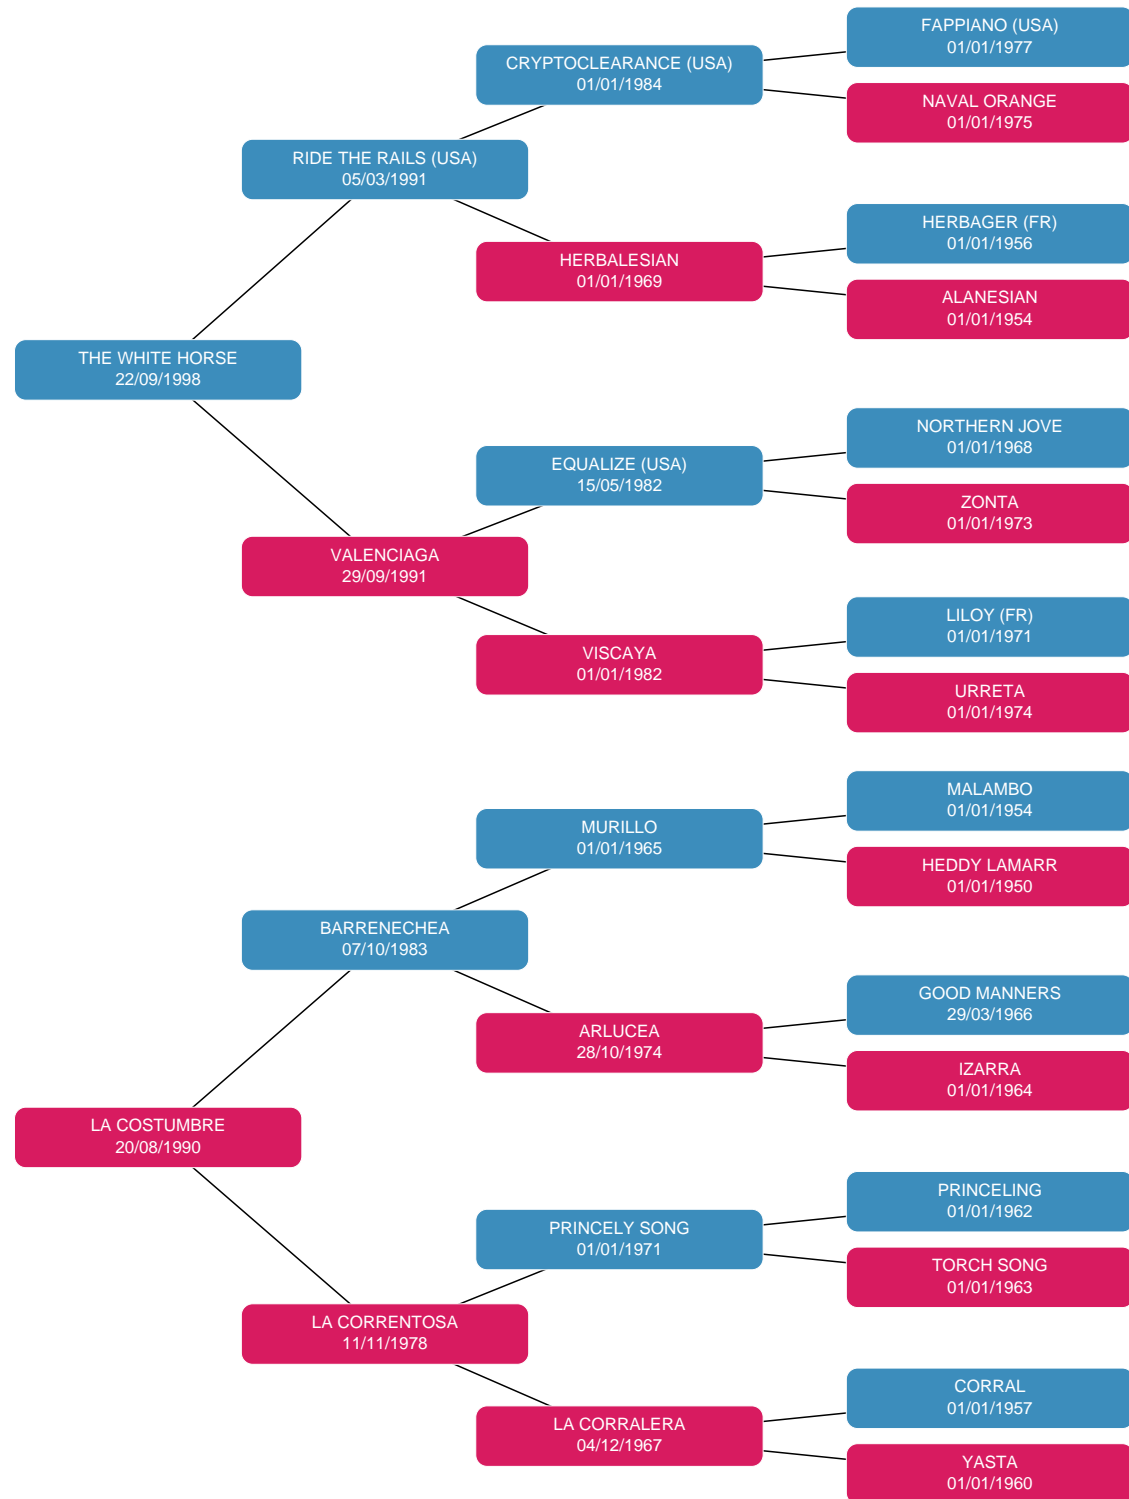 FAPPIANO (USA)
01/01/1977
CRYPTOCLEARANCE (USA)
01/01/1984
NAVAL ORANGE
01/01/1975
RIDE THE RAILS (USA)
05/03/1991
HERBAGER (FR)
01/01/1956
HERBALESIAN
01/01/1969
ALANESIAN
01/01/1954
THE WHITE HORSE
22/09/1998
NORTHERN JOVE
01/01/1968
EQUALIZE (USA)
15/05/1982
ZONTA
01/01/1973
VALENCIAGA
29/09/1991
LILOY (FR)
01/01/1971
VISCAYA
01/01/1982
URRETA
01/01/1974
MALAMBO
01/01/1954
MURILLO
01/01/1965
HEDDY LAMARR
01/01/1950
BARRENECHEA
07/10/1983
GOOD MANNERS
29/03/1966
ARLUCEA
28/10/1974
IZARRA
01/01/1964
LA COSTUMBRE
20/08/1990
PRINCELING
01/01/1962
PRINCELY SONG
01/01/1971
TORCH SONG
01/01/1963
LA CORRENTOSA
11/11/1978
CORRAL
01/01/1957
LA CORRALERA
04/12/1967
YASTA
01/01/1960